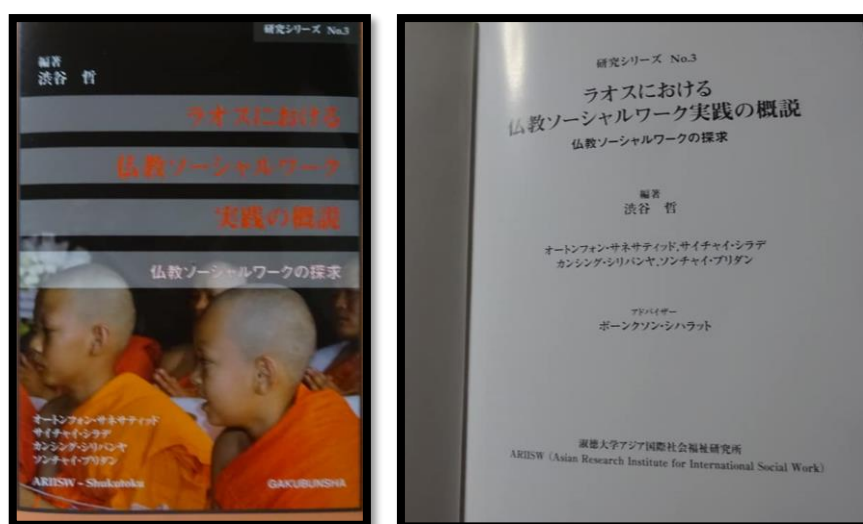 研究シリーズ No.3
編著
渋谷 哲
ラオスにおける
仏教ソーシャルワーク
実践の概説
仏教ソーシャルワークの探求
オートンフォン・サネサティッド
サイチャイ・シラデ
カンシング・シリパンヤ
ソンチャイ・プリダン
ARIISW - Shukutoku
GAKUBUNSHA
研究シリーズ No.3
ラオスにおける
仏教ソーシャルワーク実践の概説
仏教ソーシャルワークの探求
編著
渋谷 哲
オートンフォン・サネサティッド,サイチャイ・シラデ
カンシング・シリパンヤ,ソンチャイ・プリダン
アドバイザー
ボーンクソン・シハラット
淑徳大学アジア国際社会福祉研究所
ARIISW (Asian Research Institute for International Social Work)